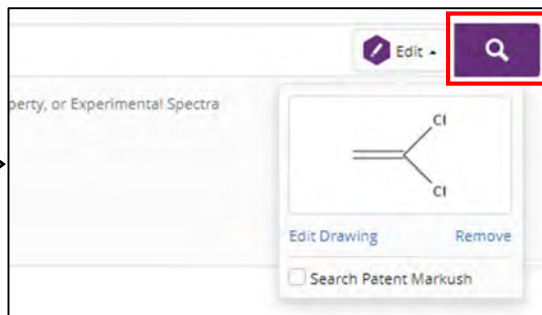 Edit
perty, or Experimental Spectra
Cl
Cl
Edit Drawing Remove
Search Patent Markush